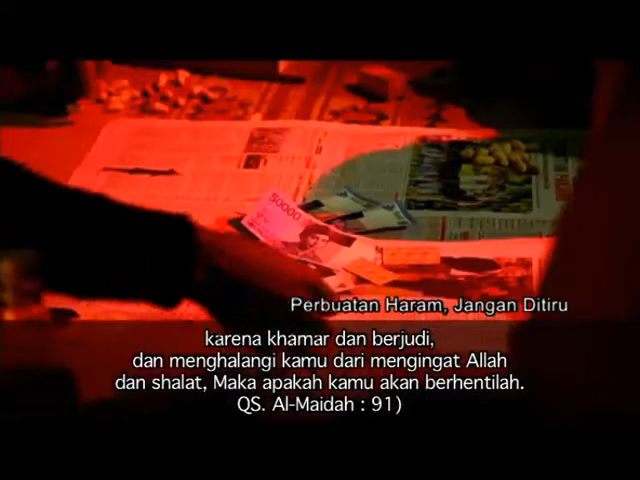 50000
Perbuatan Haram, Jangan Ditiru
karena khamar dan berjudi,
dan menghalangi kamu dari mengingat Allah
dan shalat, Maka apakah kamu akan berhentilah.
QS. Al-Maidah : 91)